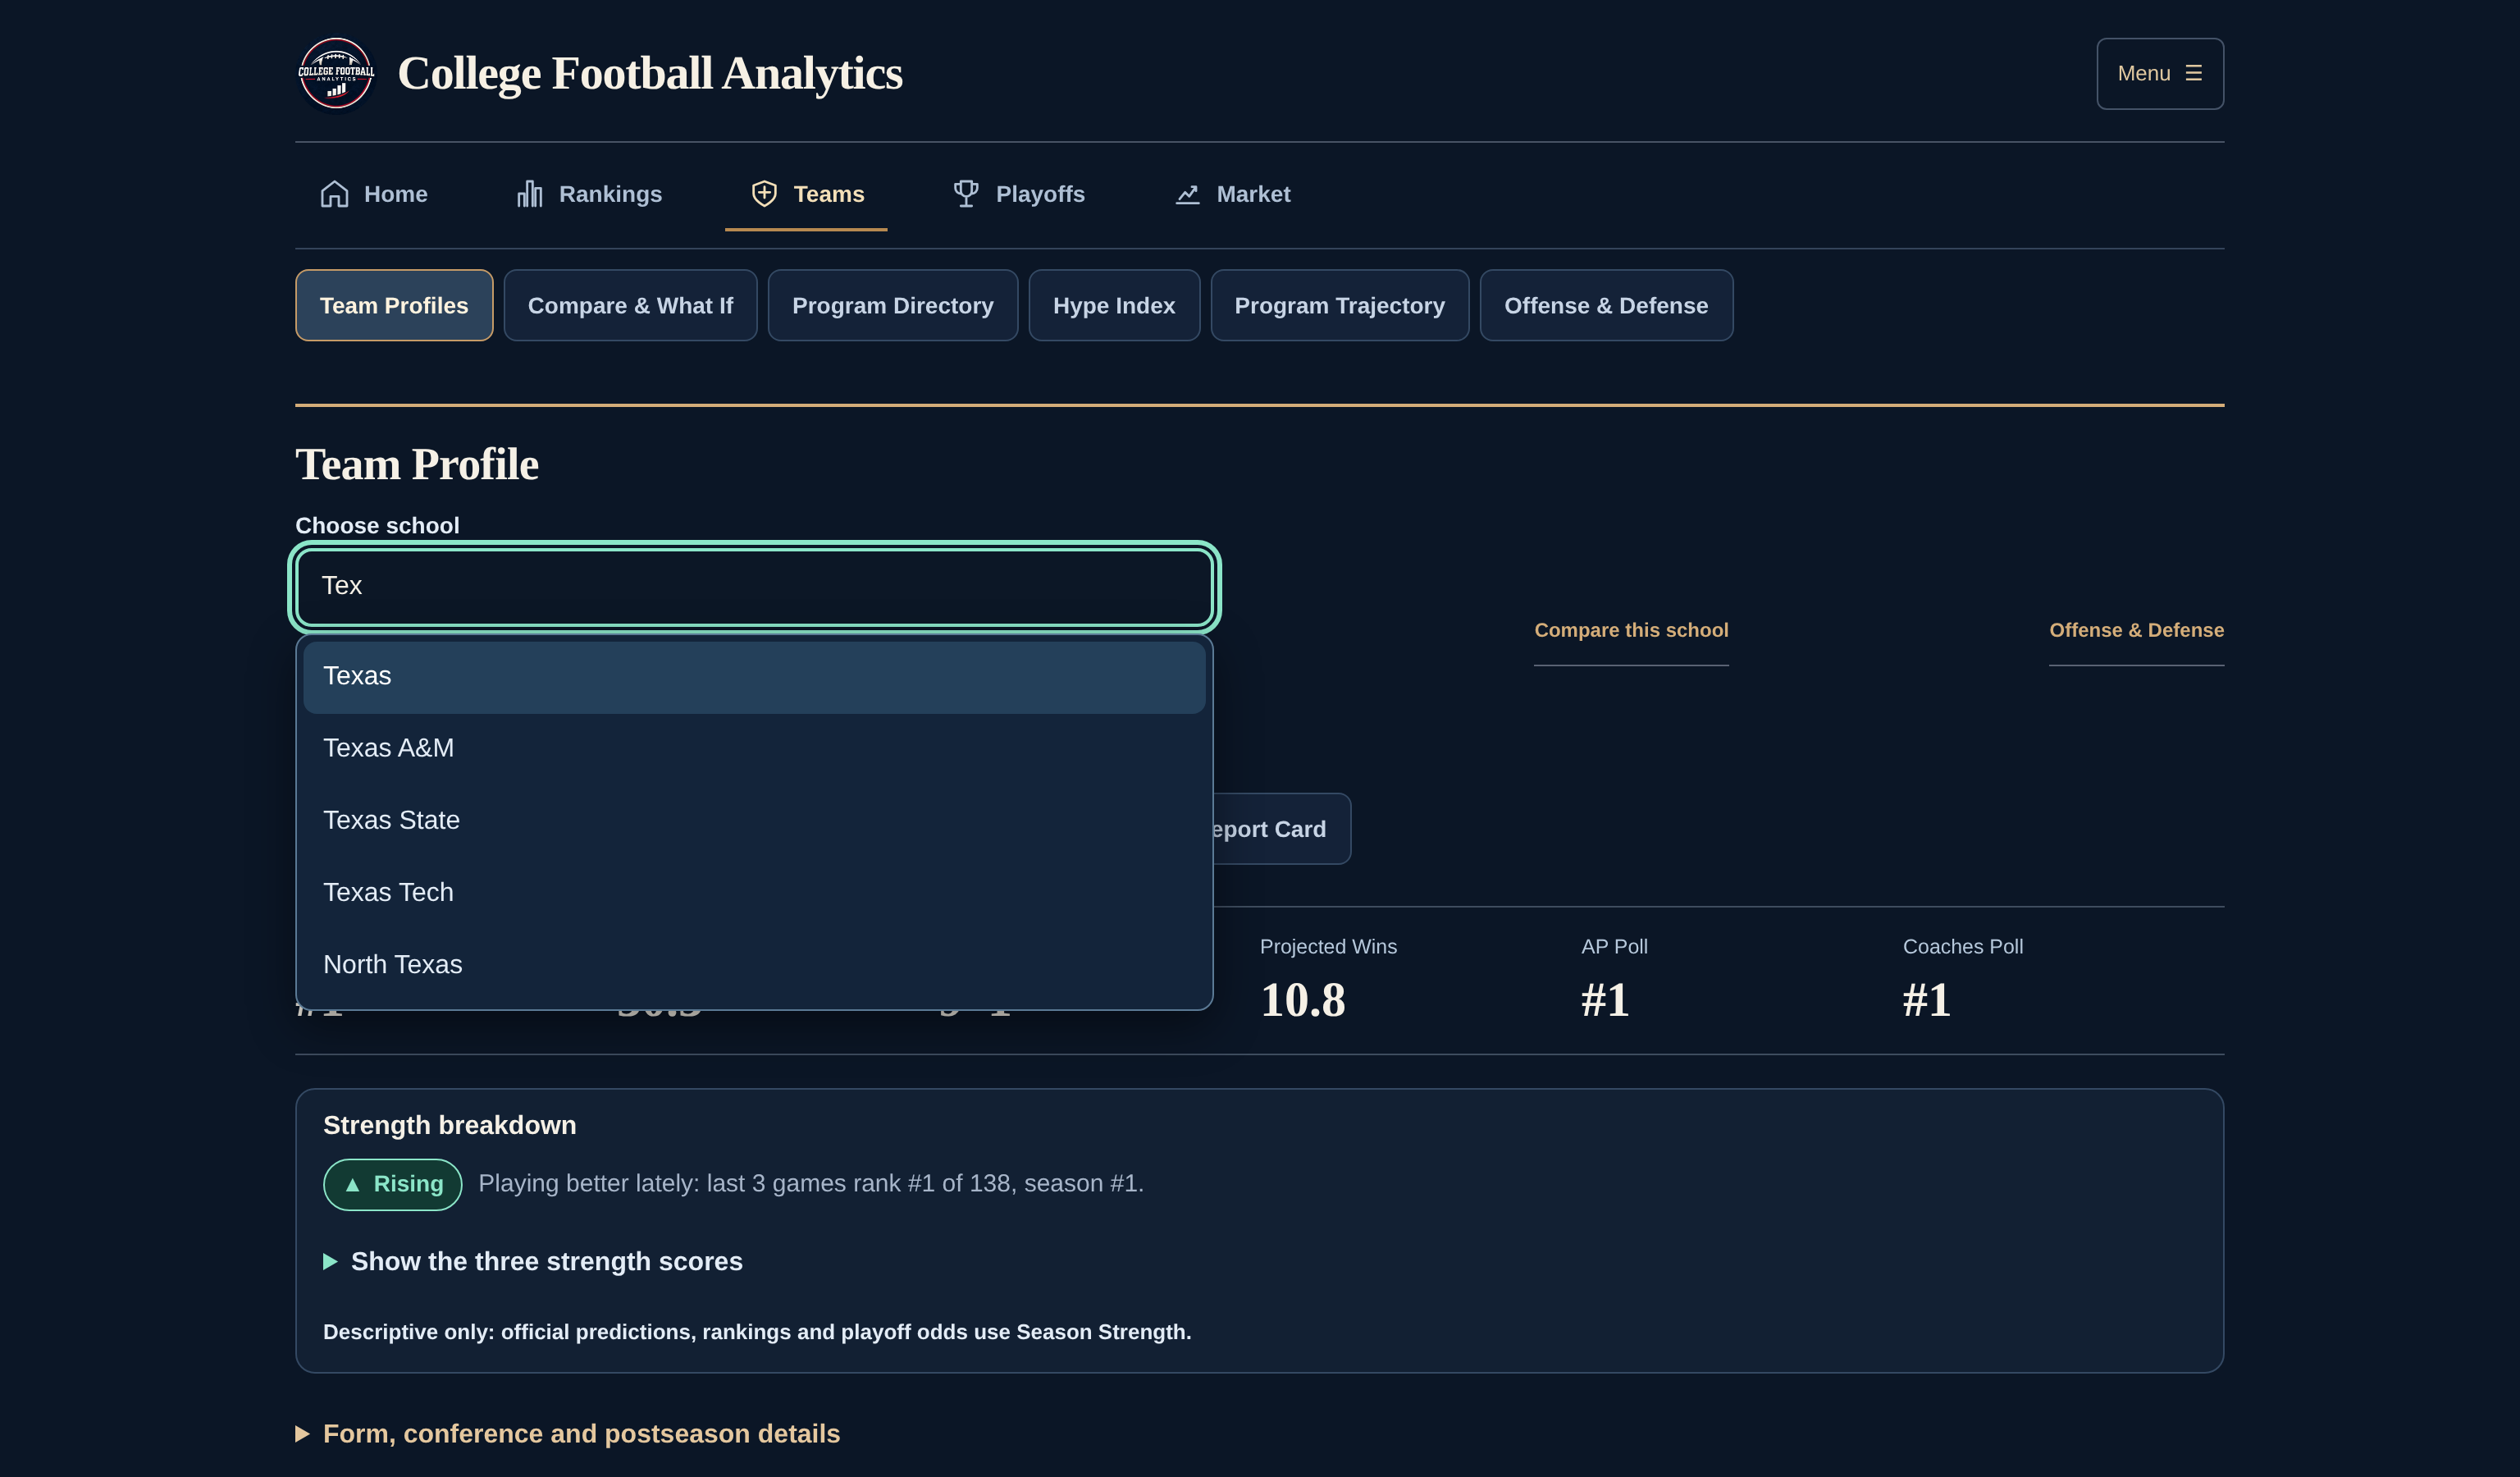 COLLEGE FOOTBALL
ANALYTICS
College Football Analytics
Menu ☰
Home Rankings Teams Playoffs Market
Team Profiles Compare & What If Program Directory Hype Index Program Trajectory Offense & Defense
Team Profile
Choose school
Tex
Compare this school Offense & Defense
Texas
Texas A&M
Texas State
Texas Tech
North Texas
Card
Projected Wins AP Poll Coaches Poll
10.8 #1 #1
Strength breakdown
▲ Rising Playing better lately: last 3 games rank #1 of 138, season #1.
Show the three strength scores
Descriptive only: official predictions, rankings and playoff odds use Season Strength.
Form, conference and postseason details